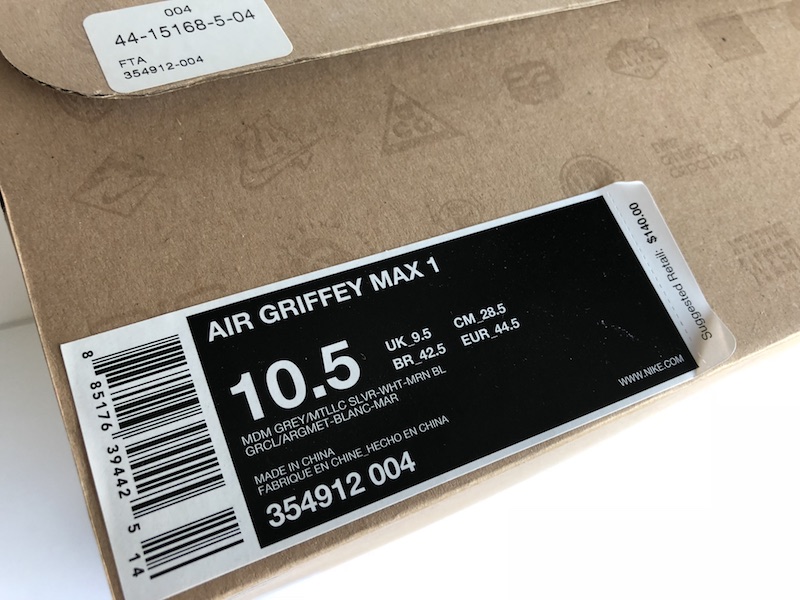 004
44-15168-5-04
FTA
354912-004
AIR GRIFFEY MAX 1
10.5
UK_9.5 CM_28.5
BR_42.5 EUR_44.5
MDM GREY/MTLLC SLVR-WHT-MRN BL
GRCL/ARGMET-BLANC-MAR
MADE IN CHINA
FABRIQUE EN CHINE_HECHO EN CHINA
354912 004
WWW.NIKE.COM
Suggested Retail: $140.00
8 85176 39442 5 14